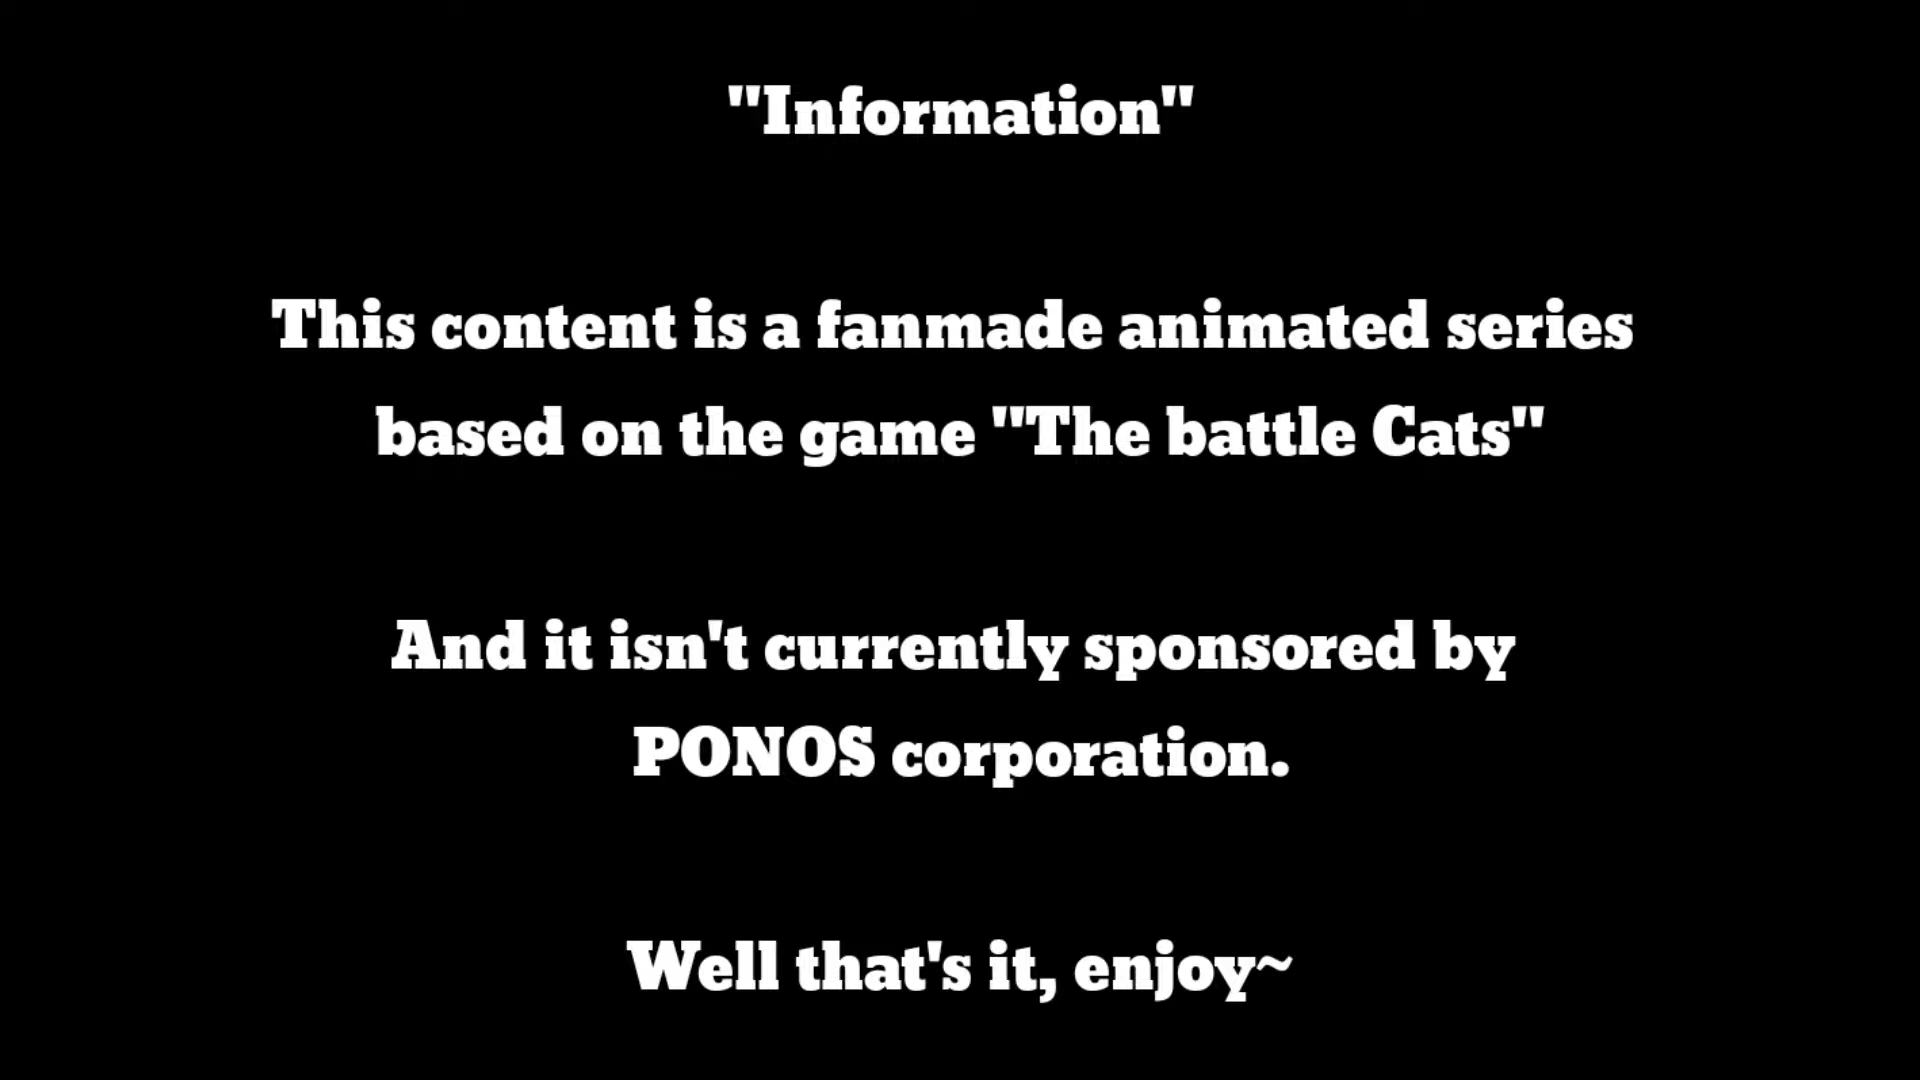 "Information"
This content is a fanmade animated series
based on the game "The battle Cats"
And it isn't currently sponsored by
PONOS corporation.
Well that's it, enjoy~